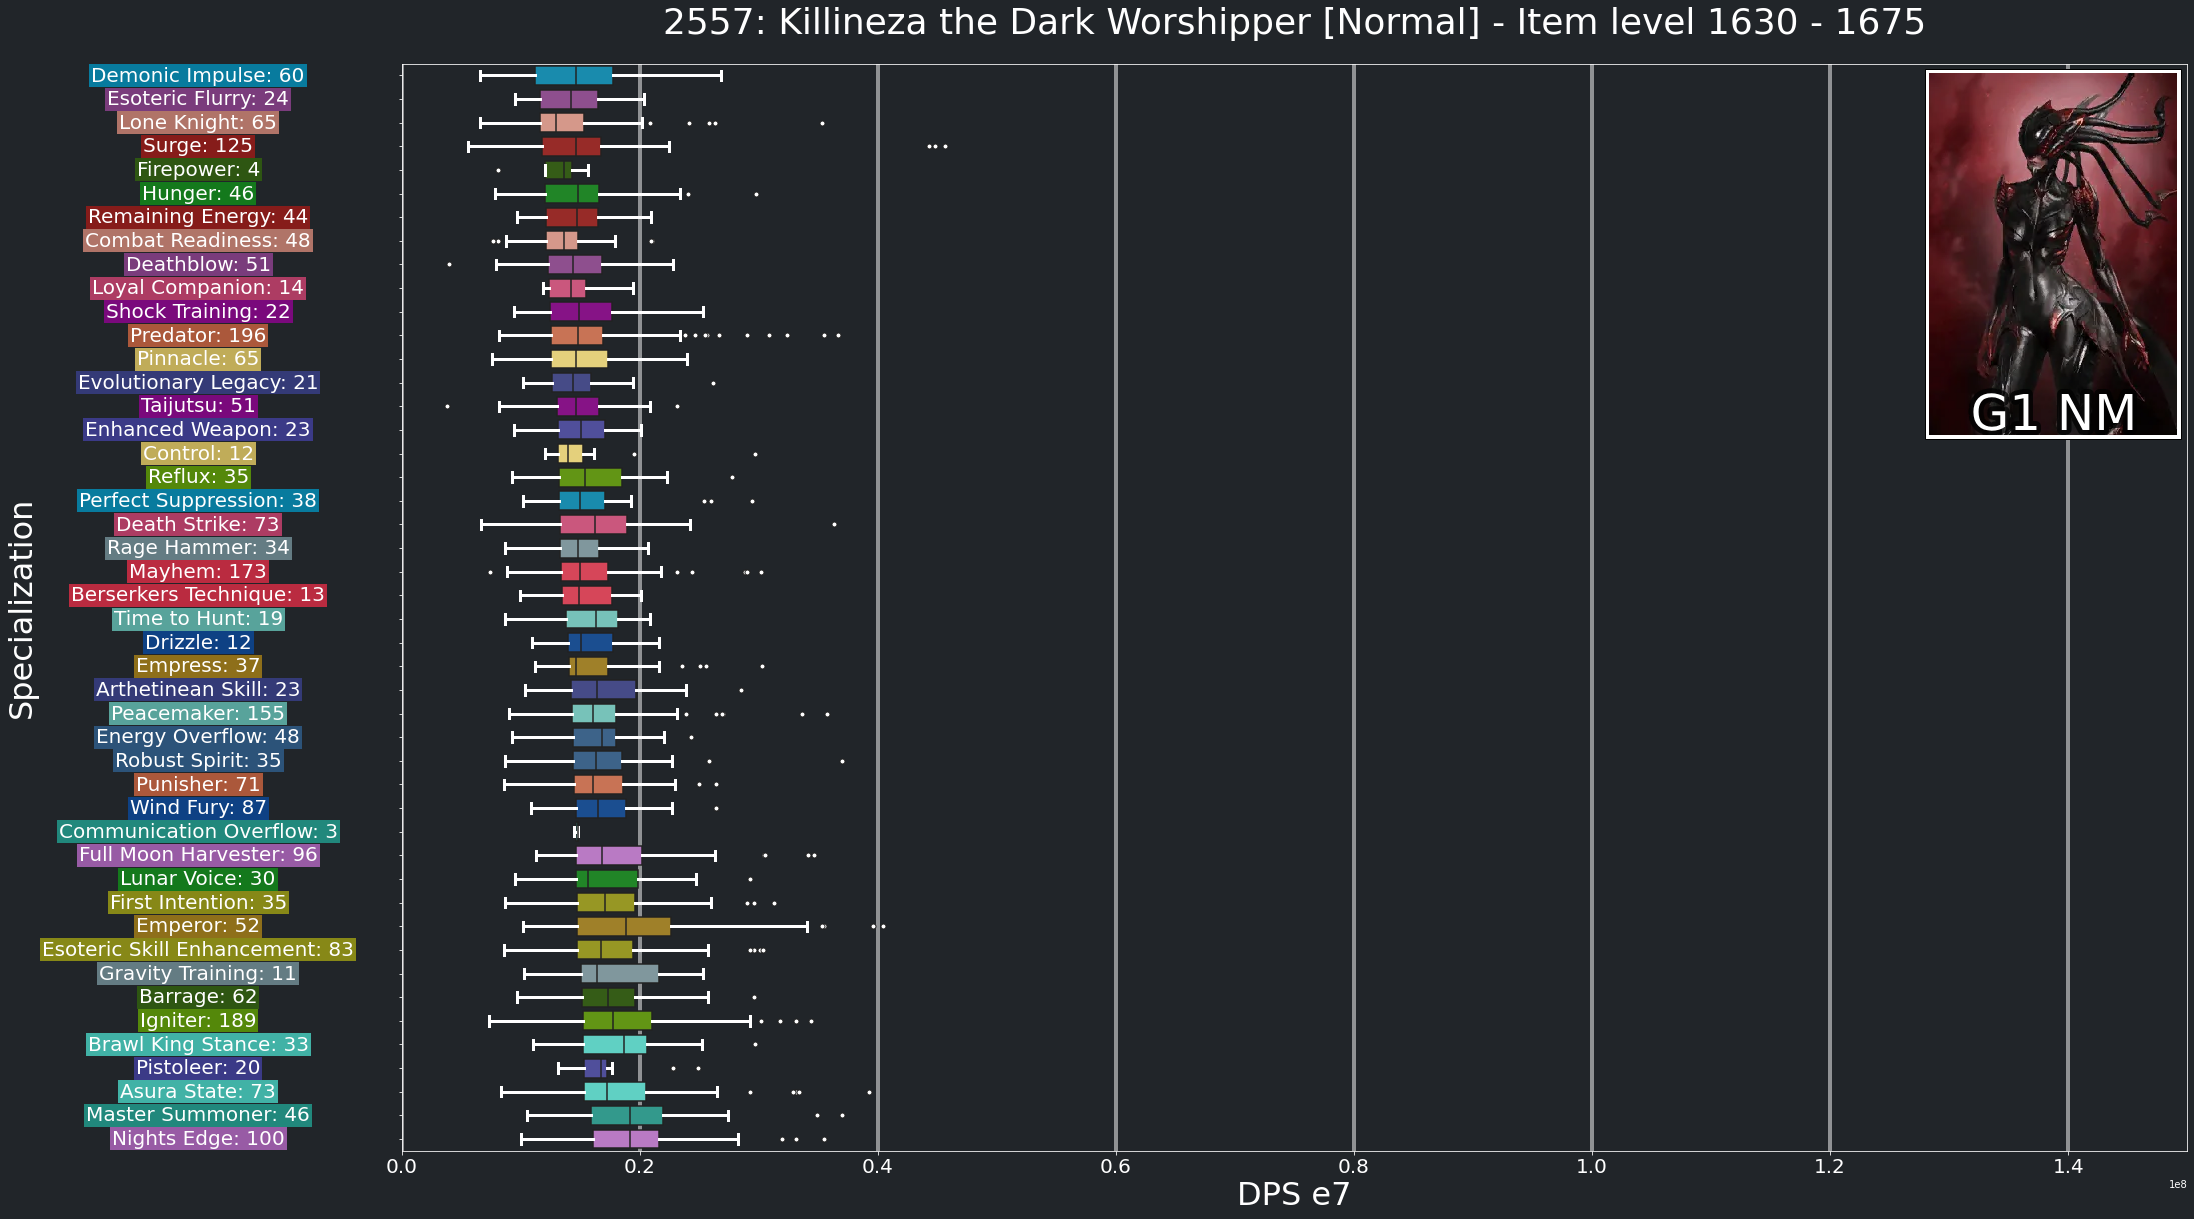 2557: Killineza the Dark Worshipper [Normal] - Item level 1630 - 1675
Demonic Impulse: 60
Esoteric Flurry: 24
Lone Knight: 65
Surge: 125
Firepower: 4
Hunger: 46
Remaining Energy: 44
Combat Readiness: 48
Deathblow: 51
Loyal Companion: 14
Shock Training: 22
Predator: 196
Pinnacle: 65
Evolutionary Legacy: 21
Taijutsu: 51
Enhanced Weapon: 23
Control: 12
Reflux: 35
Perfect Suppression: 38
Death Strike: 73
Rage Hammer: 34
Mayhem: 173
Berserkers Technique: 13
Time to Hunt: 19
Drizzle: 12
Empress: 37
Arthetinean Skill: 23
Peacemaker: 155
Energy Overflow: 48
Robust Spirit: 35
Punisher: 71
Wind Fury: 87
Communication Overflow: 3
Full Moon Harvester: 96
Lunar Voice: 30
First Intention: 35
Emperor: 52
Esoteric Skill Enhancement: 83
Gravity Training: 11
Barrage: 62
Igniter: 189
Brawl King Stance: 33
Pistoleer: 20
Asura State: 73
Master Summoner: 46
Nights Edge: 100
Specialization
G1 NM
0.0 0.2 0.4 0.6 0.8 1.0 1.2 1.4
DPS e7
1e8